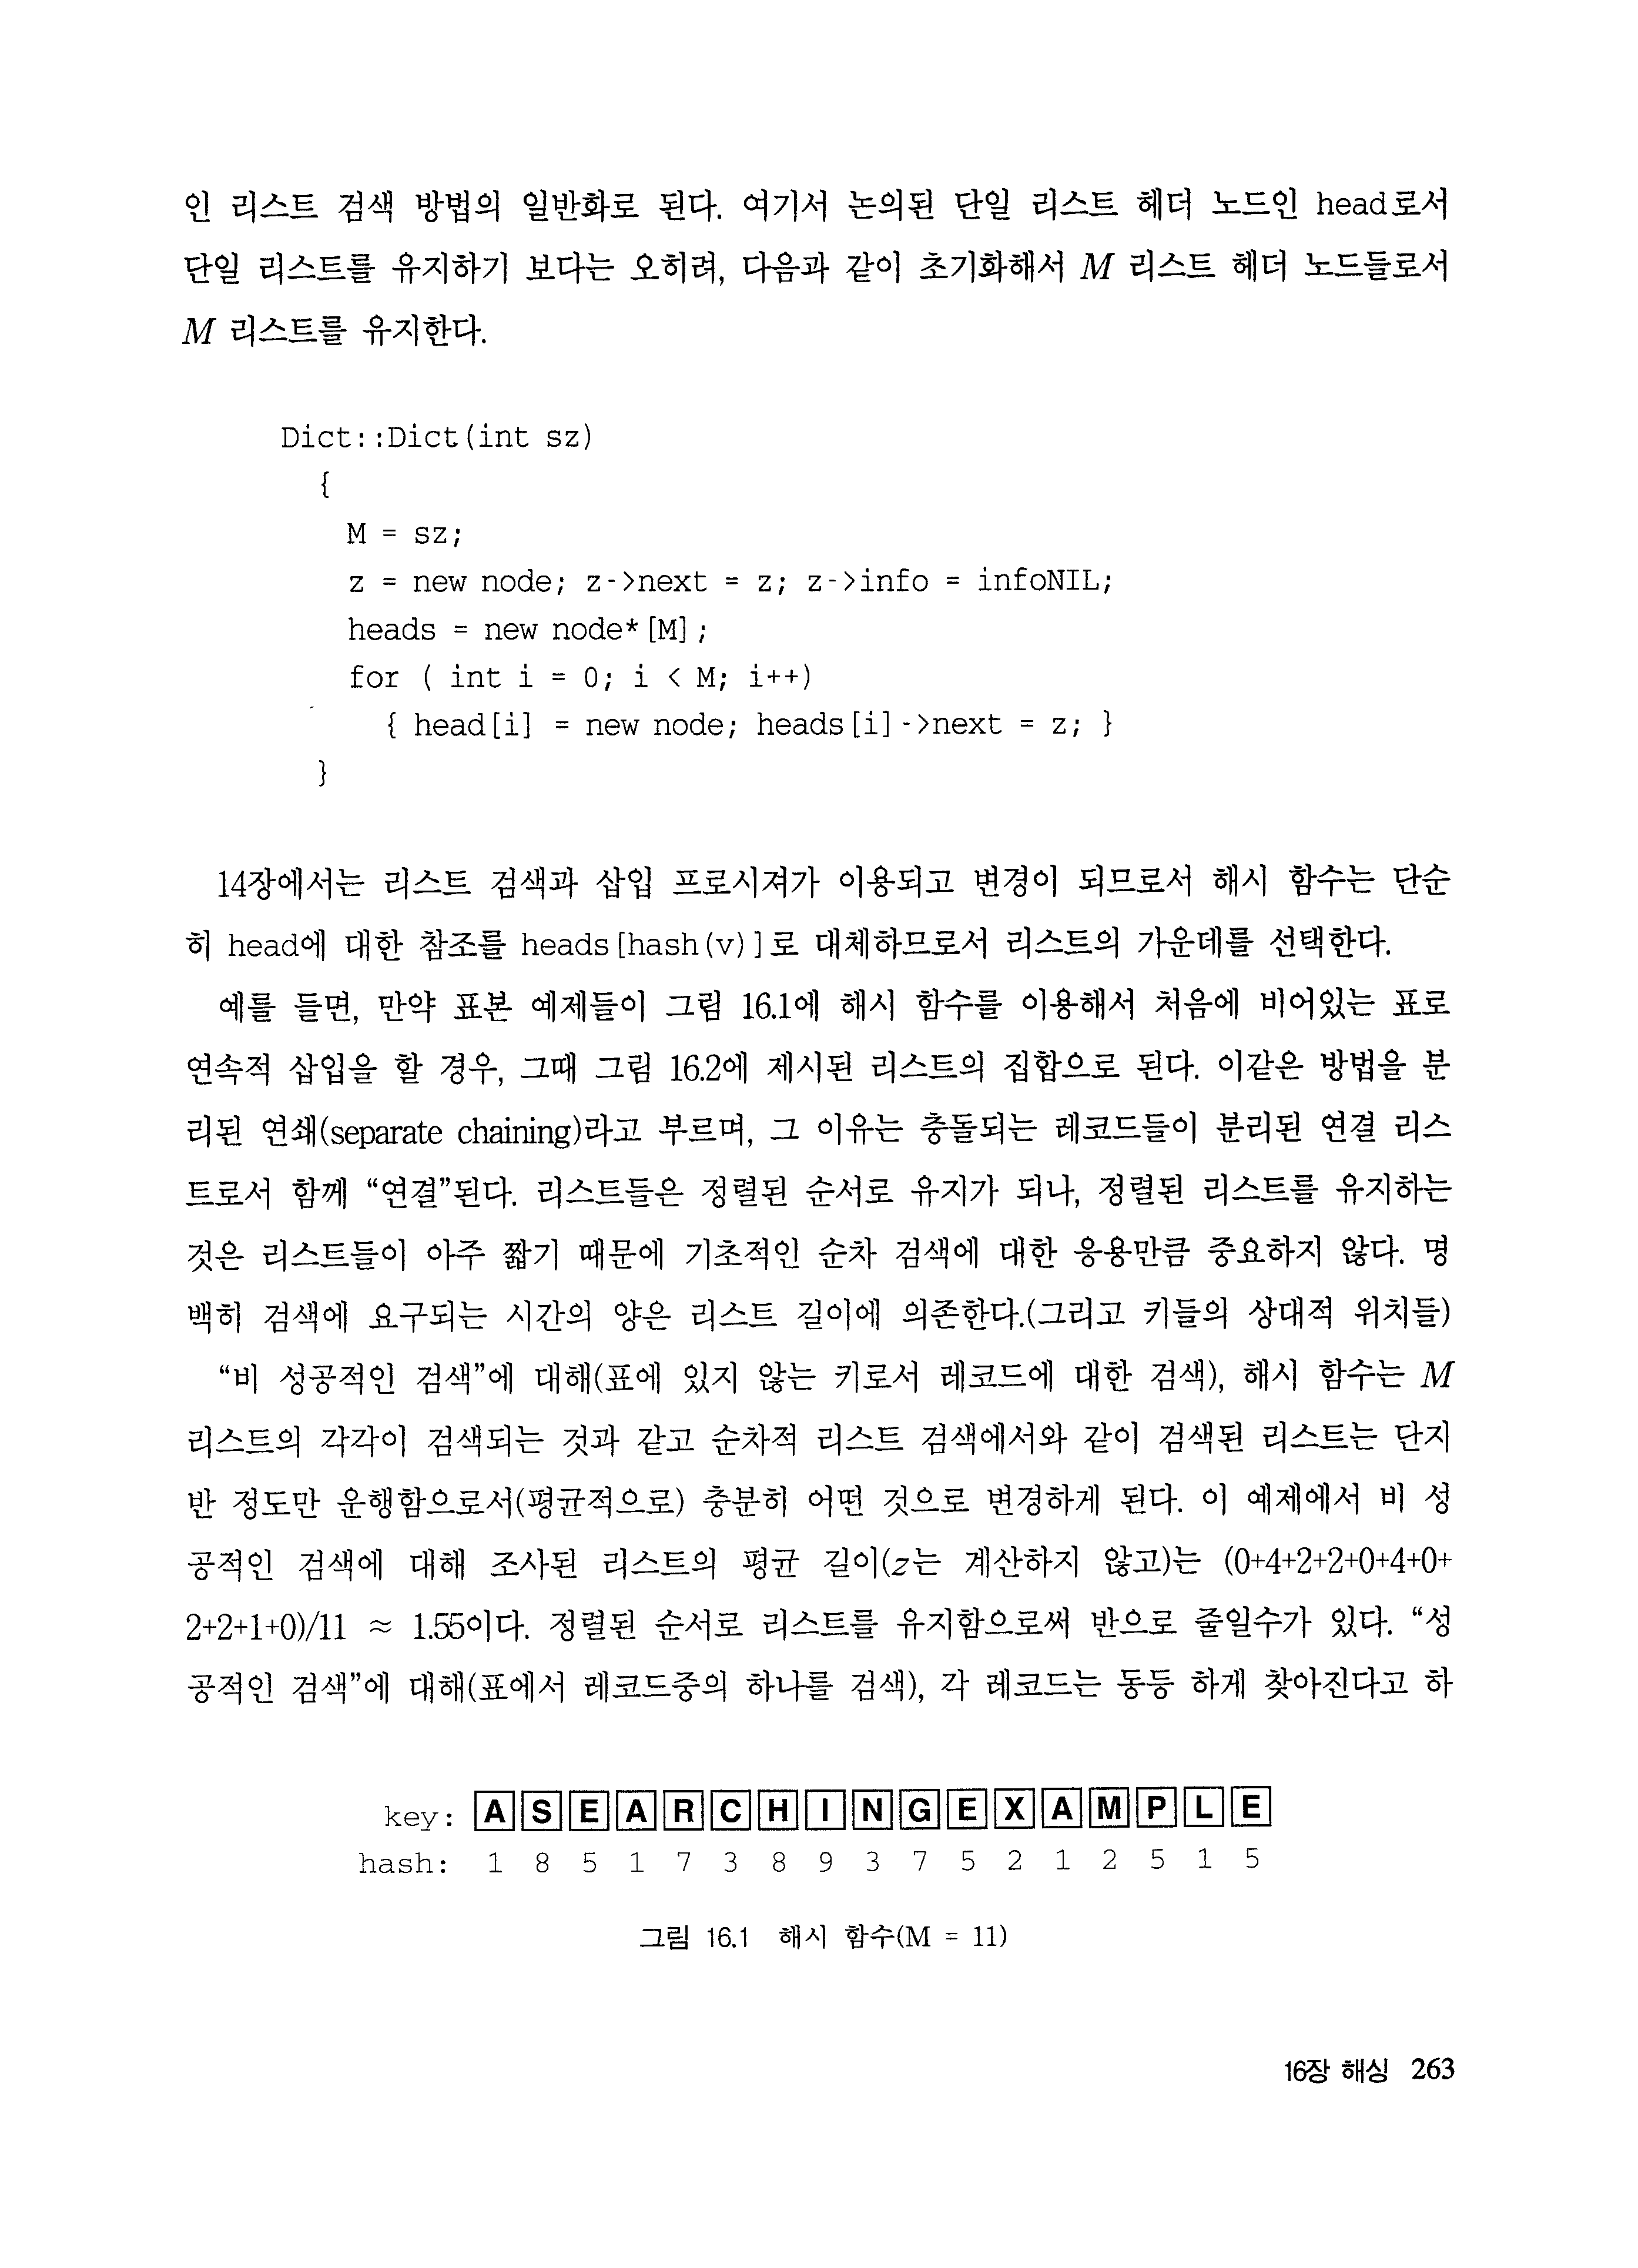 인 리스트 검색 방법의 일반화로 된다. 여기서 논의된 단일 리스트 헤더 노드인 head로서
단일 리스트를 유지하기 보다는 오히려, 다음과 같이 초기화해서 M 리스트 헤더 노드들로서
M 리스트를 유지한다.
Dict::Dict(int sz)
{
M = sz;
z = new node; z->next = z; z->info = infoNIL;
heads = new node*[M];
for ( int i = 0; i < M; i++)
{ head[i] = new node; heads[i]->next = z; }
}
14장에서는 리스트 검색과 삽입 프로시져가 이용되고 변경이 되므로서 해시 함수는 단순
히 head에 대한 참조를 heads[hash(v)]로 대체하므로서 리스트의 가운데를 선택한다.
예를 들면, 만약 표본 예제들이 그림 16.1에 해시 함수를 이용해서 처음에 비어있는 표로
연속적 삽입을 할 경우, 그때 그림 16.2에 제시된 리스트의 집합으로 된다. 이같은 방법을 분
리된 연쇄(separate chaining)라고 부르며, 그 이유는 충돌되는 레코드들이 분리된 연결 리스
트로서 함께 “연결”된다. 리스트들은 정렬된 순서로 유지가 되나, 정렬된 리스트를 유지하는
것은 리스트들이 아주 짧기 때문에 기초적인 순차 검색에 대한 응용만큼 중요하지 않다. 명
백히 검색에 요구되는 시간의 양은 리스트 길이에 의존한다.(그리고 키들의 상대적 위치들)
“비 성공적인 검색”에 대해(표에 있지 않는 키로서 레코드에 대한 검색), 해시 함수는 M
리스트의 각각이 검색되는 것과 같고 순차적 리스트 검색에서와 같이 검색된 리스트는 단지
반 정도만 운행함으로서(평균적으로) 충분히 어떤 것으로 변경하게 된다. 이 예제에서 비 성
공적인 검색에 대해 조사된 리스트의 평균 길이(z는 계산하지 않고)는 (0+4+2+2+0+4+0+
2+2+1+0)/11 ≈ 1.55이다. 정렬된 순서로 리스트를 유지함으로써 반으로 줄일수가 있다. “성
공적인 검색”에 대해(표에서 레코드중의 하나를 검색), 각 레코드는 동등 하게 찾아진다고 하
key: A S E A R C H I N G E X A M P L E
hash: 1 8 5 1 7 3 8 9 3 7 5 2 1 2 5 1 5
그림 16.1 해시 함수(M = 11)
16장 해싱 263